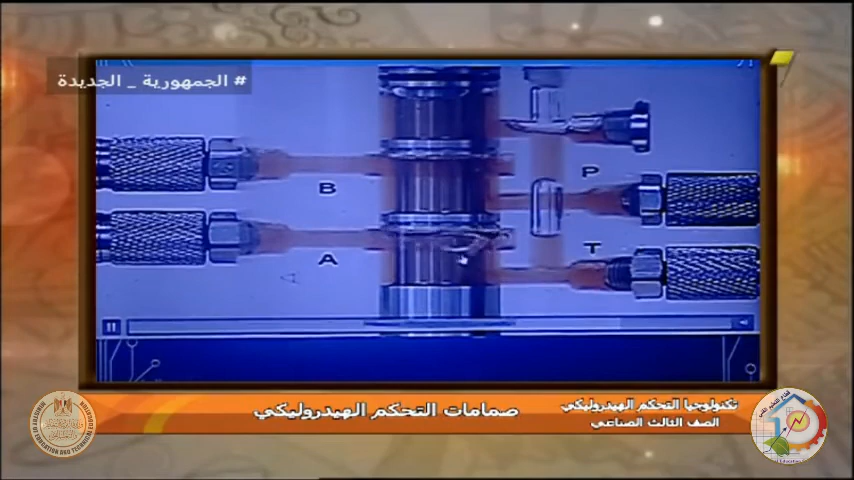 # الجمهورية _ الجديدة
B
P
A
T
تكنولوجيا التحكم الهيدروليكي
الصف الثالث الصناعي
صمامات التحكم الهيدروليكي